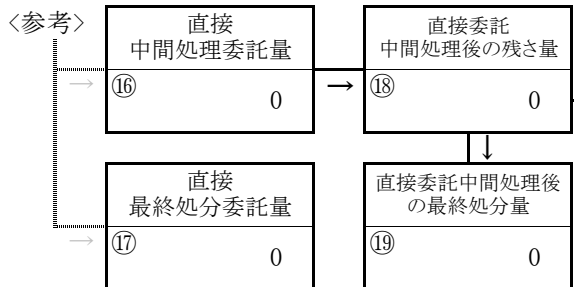 〈参考〉
直接
中間処理委託量
⑯
0
→
→
直接委託
中間処理後の残さ量
⑱
0
↓
直接
最終処分委託量
→
⑰
0
直接委託中間処理後
の最終処分量
⑲
0